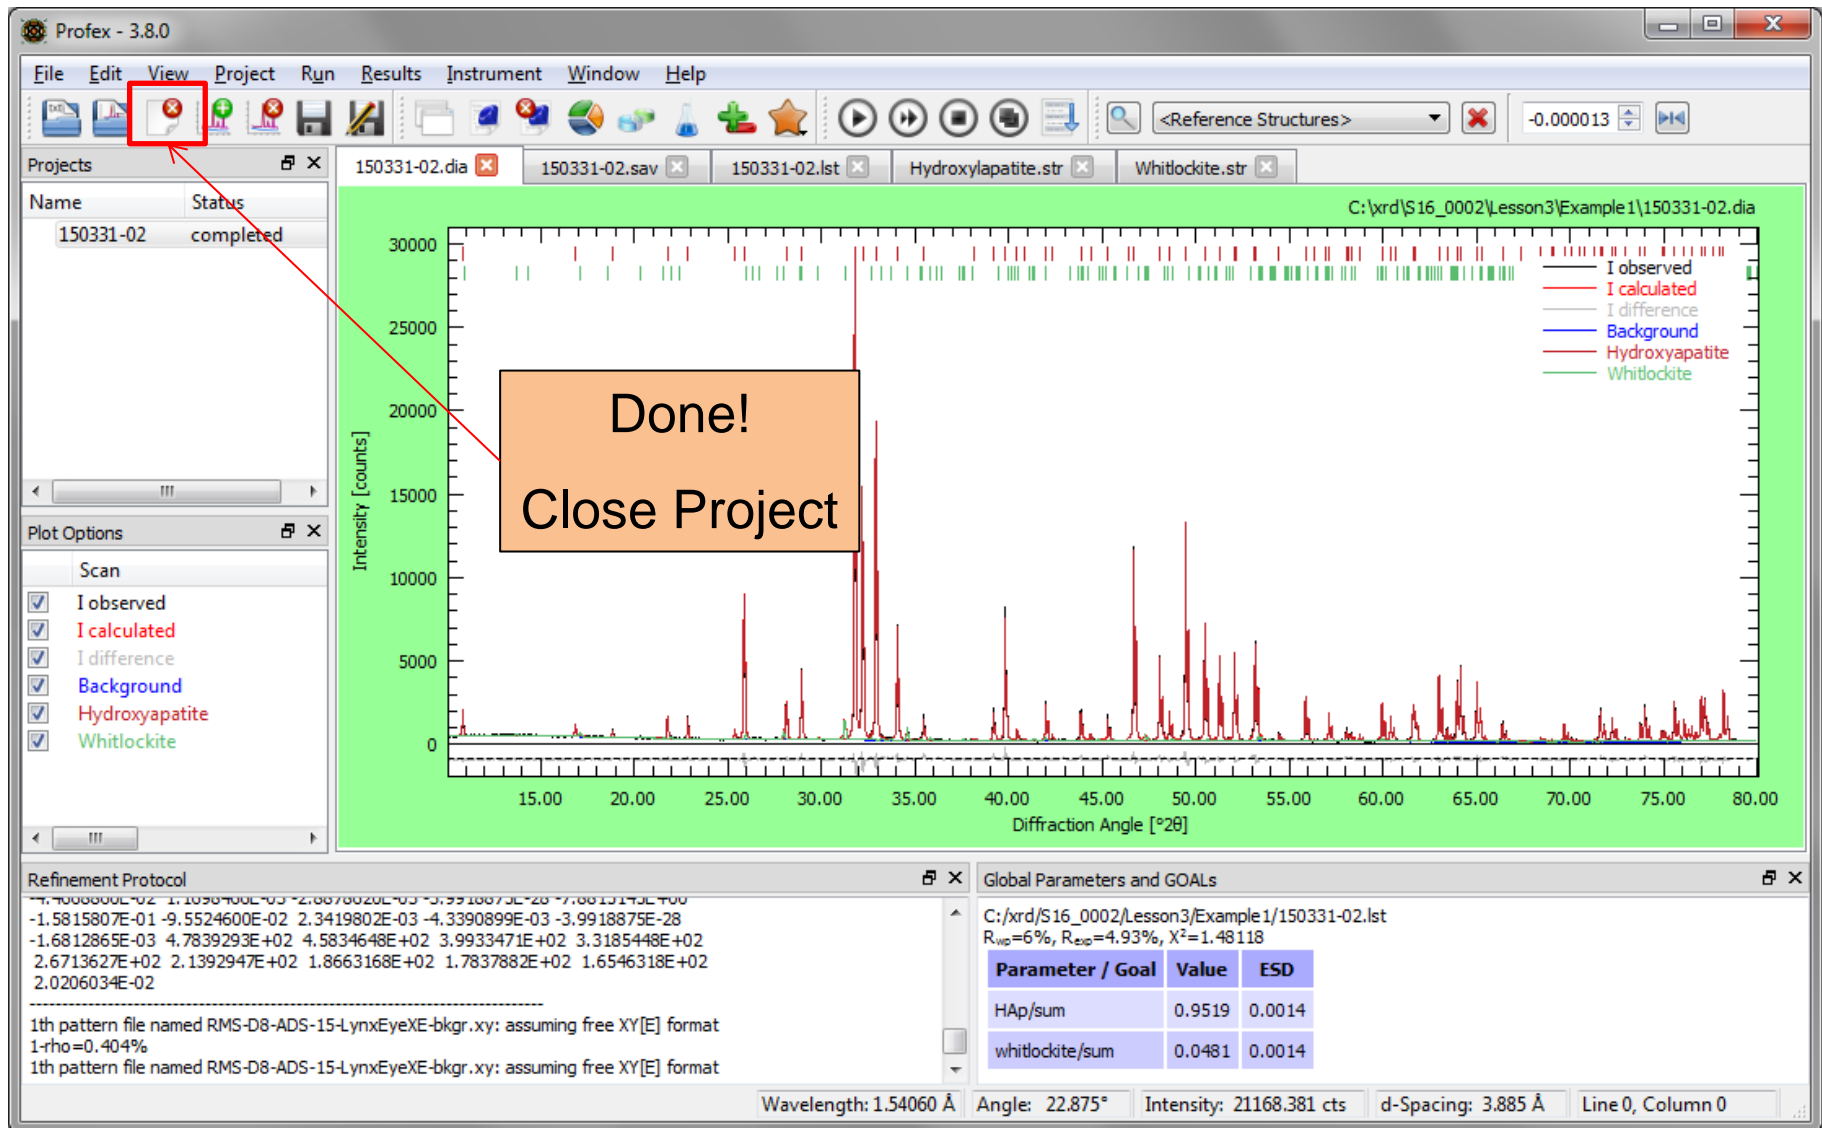 Profex - 3.8.0
File Edit View Project Run Results Instrument Window Help
<Reference Structures> -0.000013
Projects
Name Status
150331-02 completed
150331-02.dia 150331-02.sav 150331-02.lst Hydroxylapatite.str Whitlockite.str
C:\xrd\S16_0002\Lesson3\Example1\150331-02.dia
30000
25000
20000
15000
10000
5000
0
Intensity [counts]
I observed
I calculated
I difference
Background
Hydroxyapatite
Whitlockite
Done!
Close Project
15.00 20.00 25.00 30.00 35.00 40.00 45.00 50.00 55.00 60.00 65.00 70.00 75.00 80.00
Diffraction Angle [°2θ]
Plot Options
Scan
I observed
I calculated
I difference
Background
Hydroxyapatite
Whitlockite
Refinement Protocol
-1.5815807E-01 -9.5524600E-02 2.3419802E-03 -4.3390899E-03 -3.9918875E-28
-1.6812865E-03 4.7839293E+02 4.5834648E+02 3.9933471E+02 3.3185448E+02
2.6713627E+02 2.1392947E+02 1.8663168E+02 1.7837882E+02 1.6546318E+02
2.0206034E-02
--------------------------------------------------------------------------------
1th pattern file named RMS-D8-ADS-15-LynxEyeXE-bkgr.xy: assuming free XY[E] format
1-rho=0.404%
1th pattern file named RMS-D8-ADS-15-LynxEyeXE-bkgr.xy: assuming free XY[E] format
Global Parameters and GOALs
C:/xrd/S16_0002/Lesson3/Example1/150331-02.lst
Rwp=6%, Rexp=4.93%, X²=1.48118
Parameter / Goal Value ESD
HAp/sum 0.9519 0.0014
whitlockite/sum 0.0481 0.0014
Wavelength: 1.54060 Å Angle: 22.875° Intensity: 21168.381 cts d-Spacing: 3.885 Å Line 0, Column 0